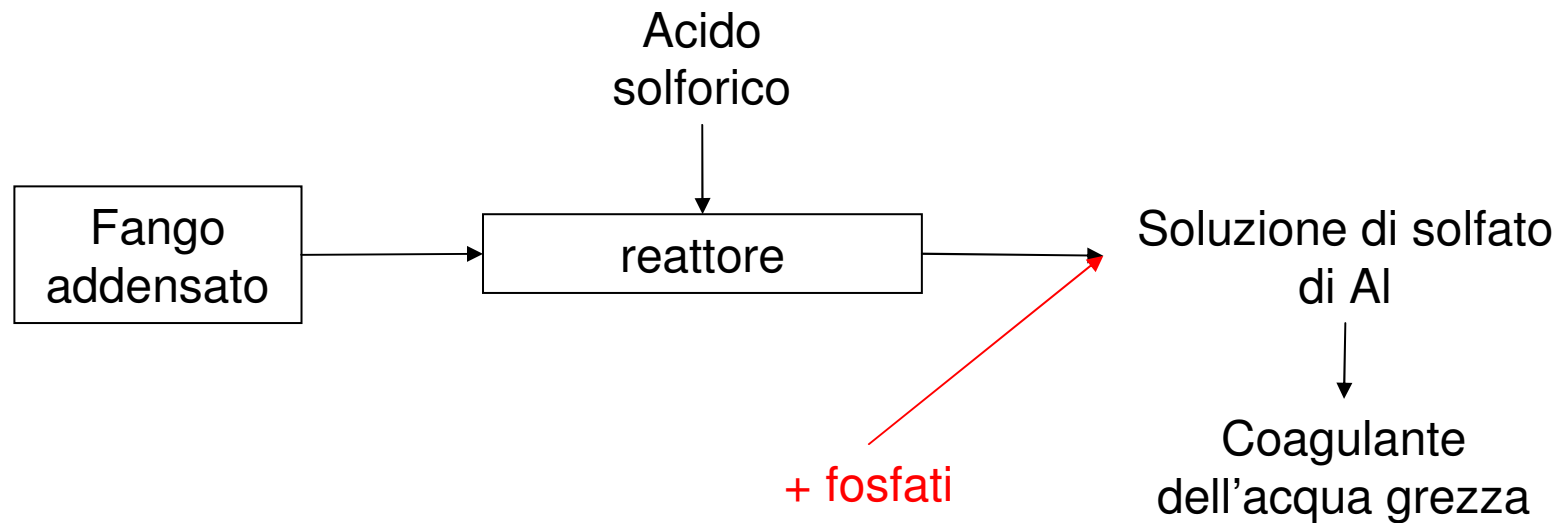 Acido
solforico
Fango
addensato
reattore
Soluzione di solfato
di Al
+ fosfati
Coagulante
dell'acqua grezza